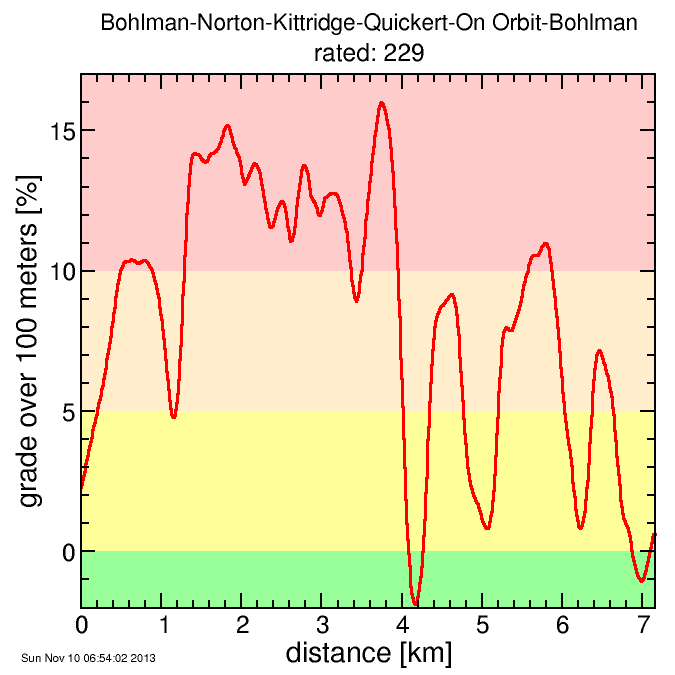 Bohlman-Norton-Kittridge-Quickert-On Orbit-Bohlman
rated: 229
grade over 100 meters [%]
15
10
5
0
0 1 2 3 4 5 6 7
distance [km]
Sun Nov 10 06:54:02 2013